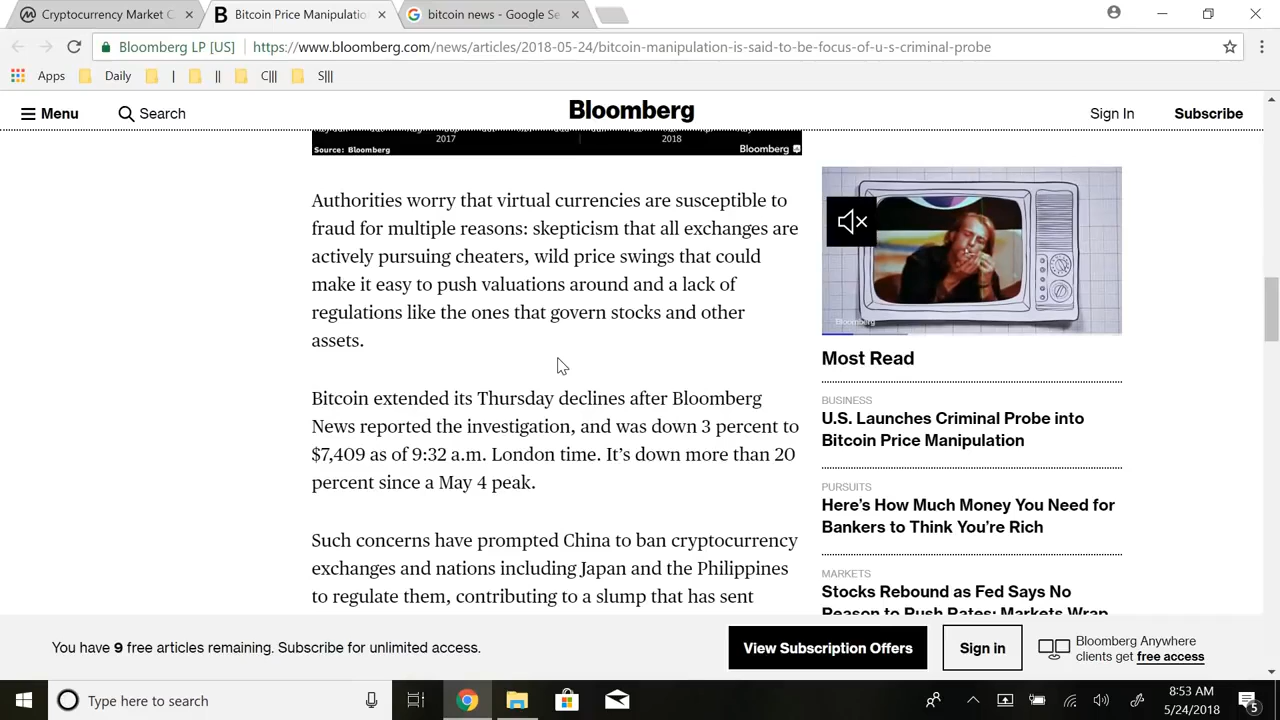 Cryptocurrency Market C
Bitcoin Price Manipulatio
bitcoin news - Google Se
Bloomberg LP [US]
https://www.bloomberg.com/news/articles/2018-05-24/bitcoin-manipulation-is-said-to-be-focus-of-u-s-criminal-probe
Apps
Daily
|
||
C|||
S|||
Menu
Search
Bloomberg
Sign In
Subscribe
2017
2018
Source: Bloomberg
Bloomberg
Authorities worry that virtual currencies are susceptible to
fraud for multiple reasons: skepticism that all exchanges are
actively pursuing cheaters, wild price swings that could
make it easy to push valuations around and a lack of
regulations like the ones that govern stocks and other
assets.
Bitcoin extended its Thursday declines after Bloomberg
News reported the investigation, and was down 3 percent to
$7,409 as of 9:32 a.m. London time. It’s down more than 20
percent since a May 4 peak.
Such concerns have prompted China to ban cryptocurrency
exchanges and nations including Japan and the Philippines
to regulate them, contributing to a slump that has sent
Bloomberg
Most Read
BUSINESS
U.S. Launches Criminal Probe into
Bitcoin Price Manipulation
PURSUITS
Here’s How Much Money You Need for
Bankers to Think You’re Rich
MARKETS
Stocks Rebound as Fed Says No
Reason to Push Rates: Markets Wrap
You have 9 free articles remaining. Subscribe for unlimited access.
View Subscription Offers
Sign in
Bloomberg Anywhere
clients get free access
Type here to search
8:53 AM
5/24/2018
5